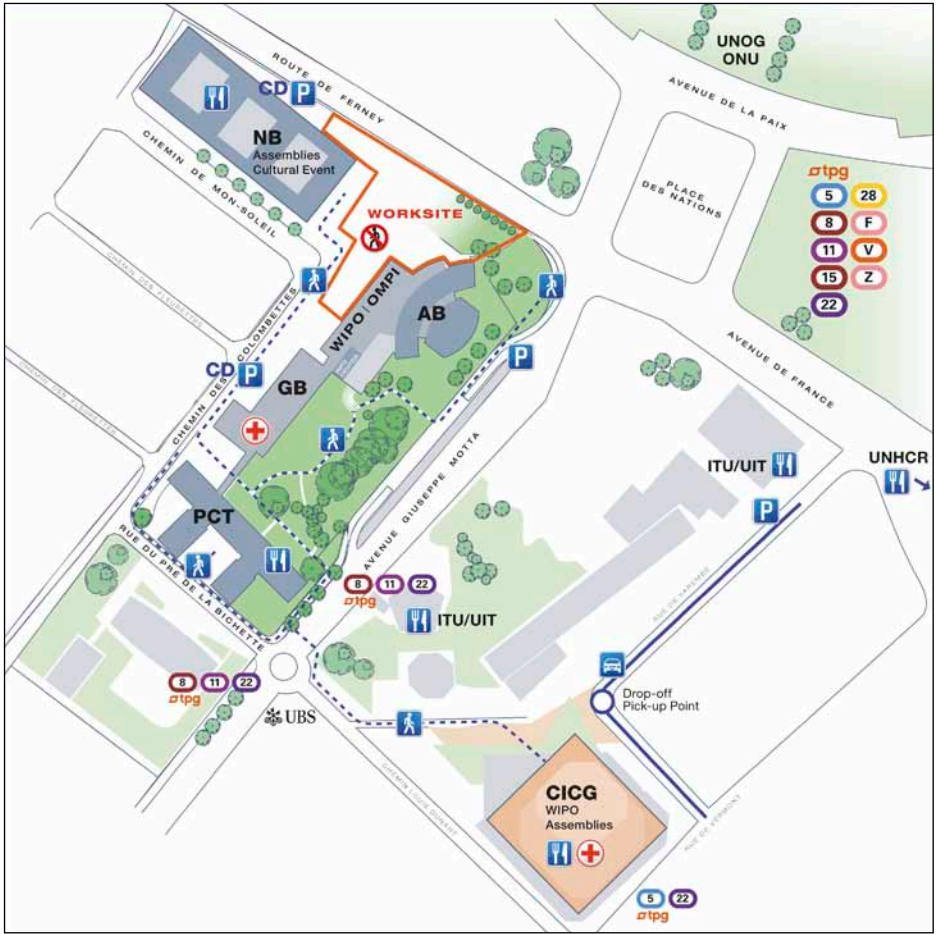 UNOG
ONU
ROUTE DE FERNEY
AVENUE DE LA PAIX
CD P
NB
Assemblies
Cultural Event
CHEMIN DE MON-SOLEIL
PLACE
DES NATIONS
tpg
5 28
8 F
11 V
15 Z
22
WORKSITE
CHEMIN DES FLEURETTES
WIPO | OMPI
AB
P
CHEMIN DES COLOMBETTES
CD P
GB
AVENUE DE FRANCE
CHEMIN DES FLEURETTES
AVENUE GIUSEPPE MOTTA
ITU/UIT
UNHCR
P
PCT
RUE DU PRÉ DE LA BICHETTE
8 11 22
tpg
ITU/UIT
RUE DE VAREMBÉ
8 11 22
tpg
UBS
Drop-off
Pick-up Point
CHEMIN LOUIS DUNANT
CICG
WIPO
Assemblies
RUE DE VERMONT
5 22
tpg